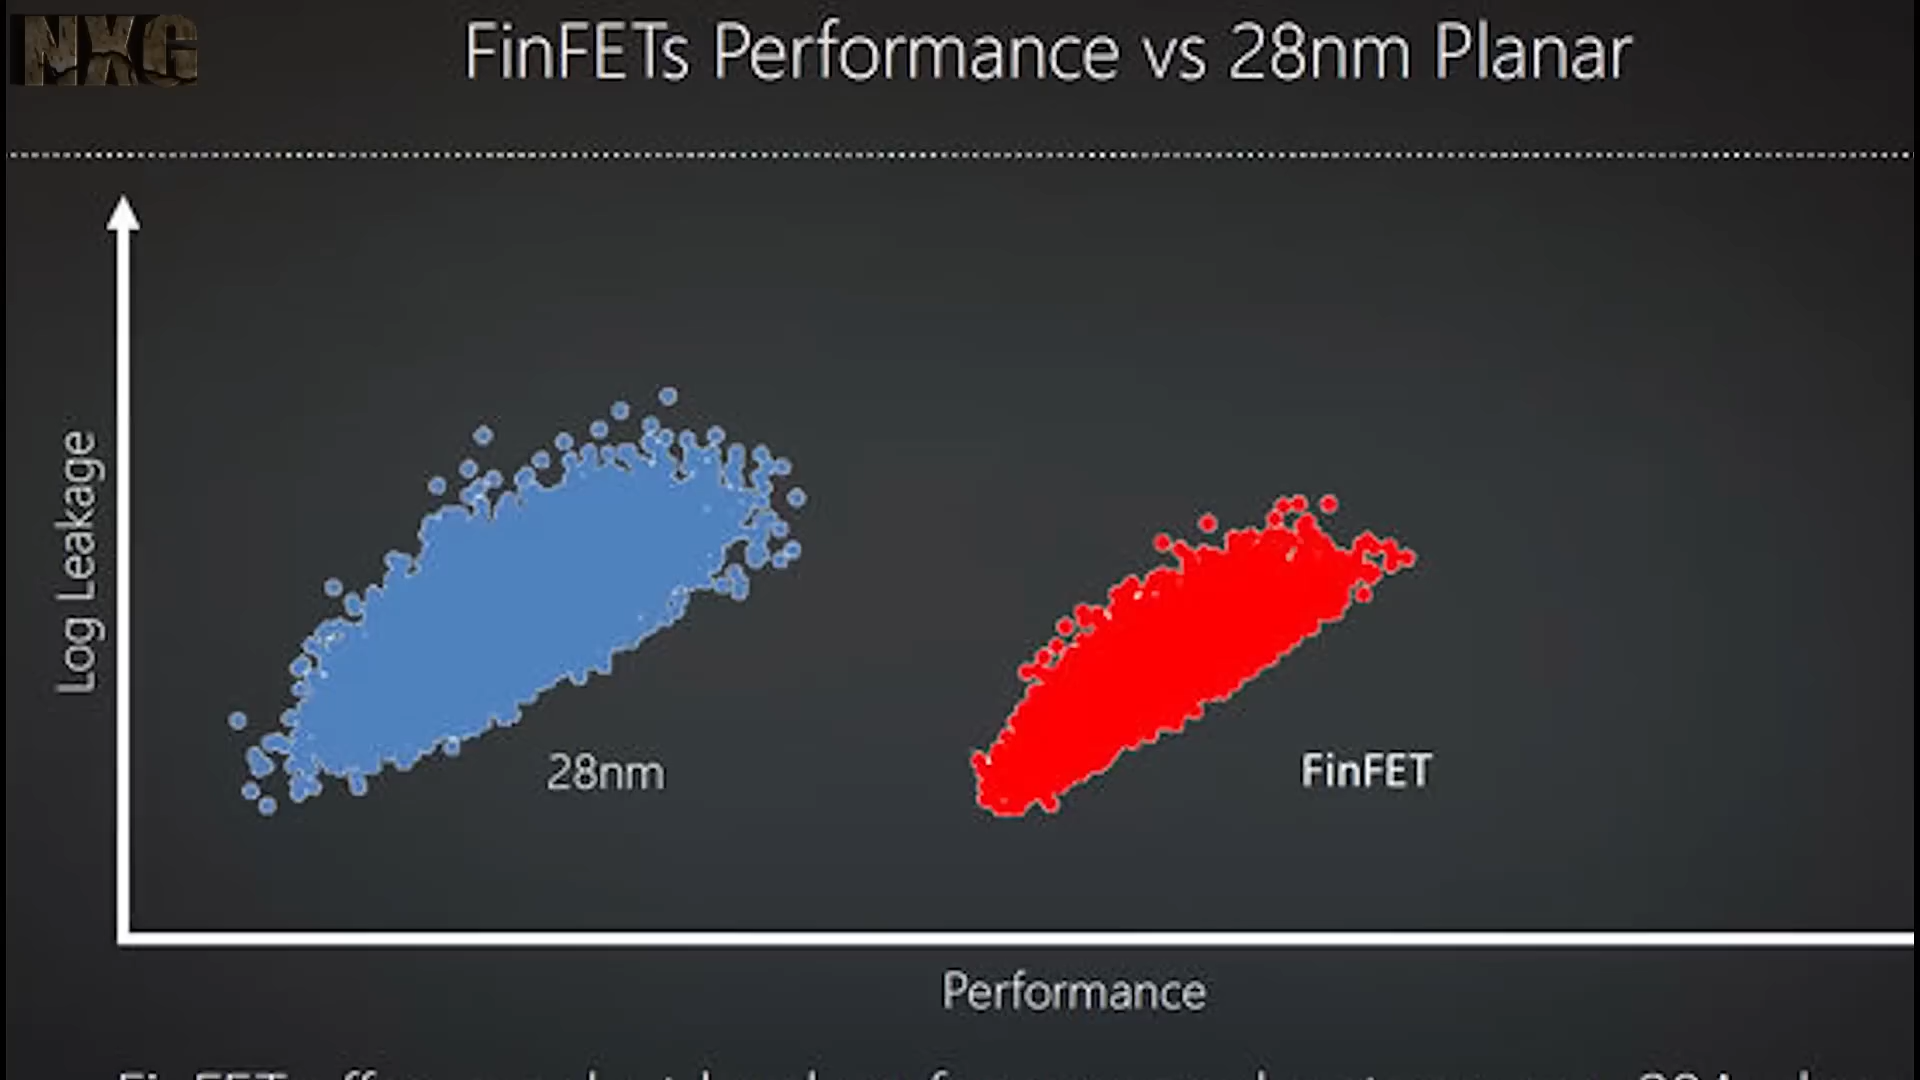 NXG
FinFETs Performance vs 28nm Planar
Log Leakage
28nm
FinFET
Performance